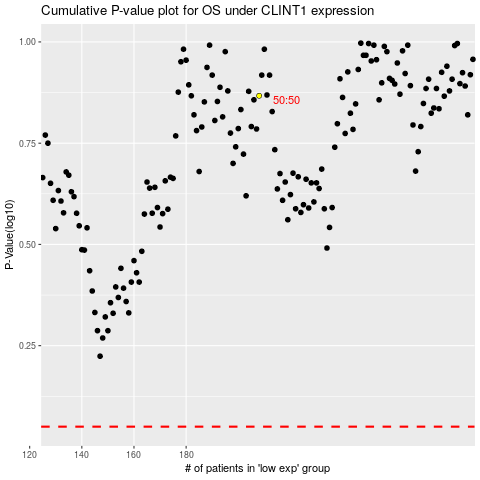 Cumulative P-value plot for OS under CLINT1 expression
1.00
0.75
0.50
0.25
P-Value(log10)
50:50
120 140 160 180
# of patients in 'low exp' group